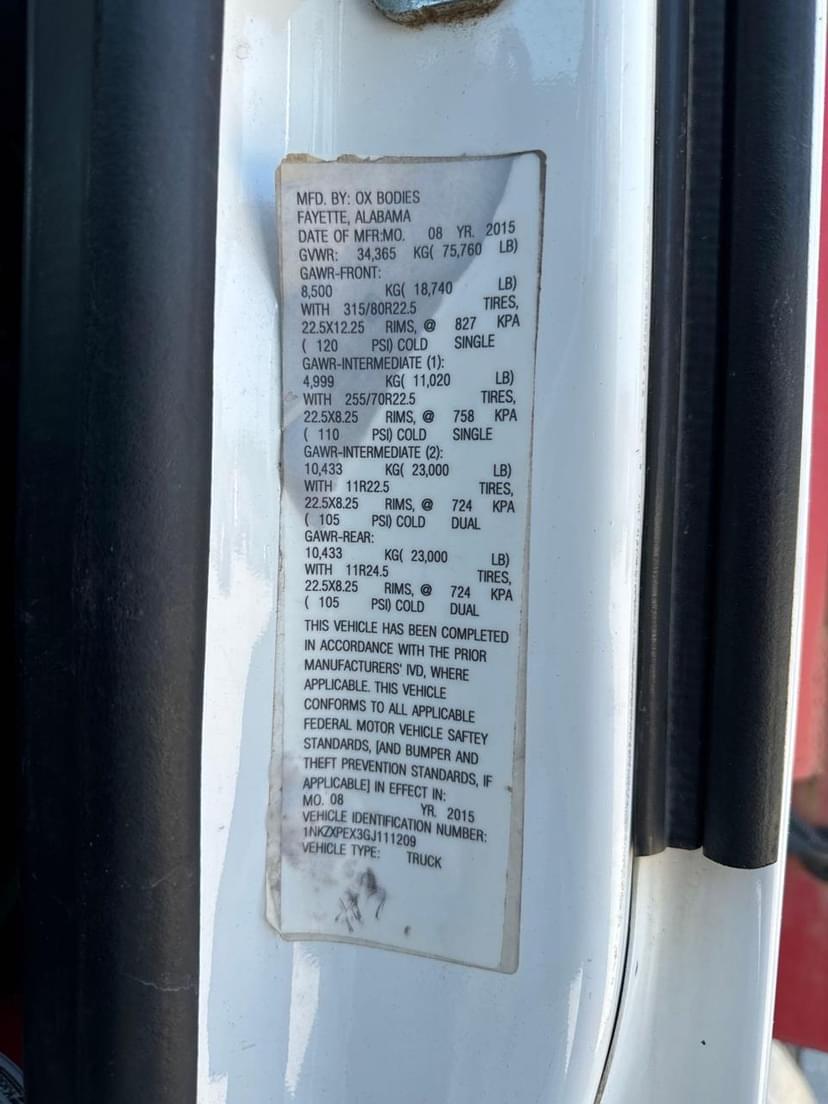 MFD. BY: OX BODIES
FAYETTE, ALABAMA
DATE OF MFR:MO. 08 YR. 2015
GVWR: 34,365 KG( 75,760 LB)
GAWR-FRONT:
8,500 KG( 18,740 LB)
WITH 315/80R22.5 TIRES,
22.5X12.25 RIMS, @ 827 KPA
( 120 PSI) COLD SINGLE
GAWR-INTERMEDIATE (1):
4,999 KG( 11,020 LB)
WITH 255/70R22.5 TIRES,
22.5X8.25 RIMS, @ 758 KPA
( 110 PSI) COLD SINGLE
GAWR-INTERMEDIATE (2):
10,433 KG( 23,000 LB)
WITH 11R22.5 TIRES,
22.5X8.25 RIMS, @ 724 KPA
( 105 PSI) COLD DUAL
GAWR-REAR:
10,433 KG( 23,000 LB)
WITH 11R24.5 TIRES,
22.5X8.25 RIMS, @ 724 KPA
( 105 PSI) COLD DUAL
THIS VEHICLE HAS BEEN COMPLETED
IN ACCORDANCE WITH THE PRIOR
MANUFACTURERS' IVD, WHERE
APPLICABLE. THIS VEHICLE
CONFORMS TO ALL APPLICABLE
FEDERAL MOTOR VEHICLE SAFTEY
STANDARDS, [AND BUMPER AND
THEFT PREVENTION STANDARDS, IF
APPLICABLE] IN EFFECT IN:
MO. 08 YR. 2015
VEHICLE IDENTIFICATION NUMBER:
1NKZXPEX3GJ111209
VEHICLE TYPE: TRUCK